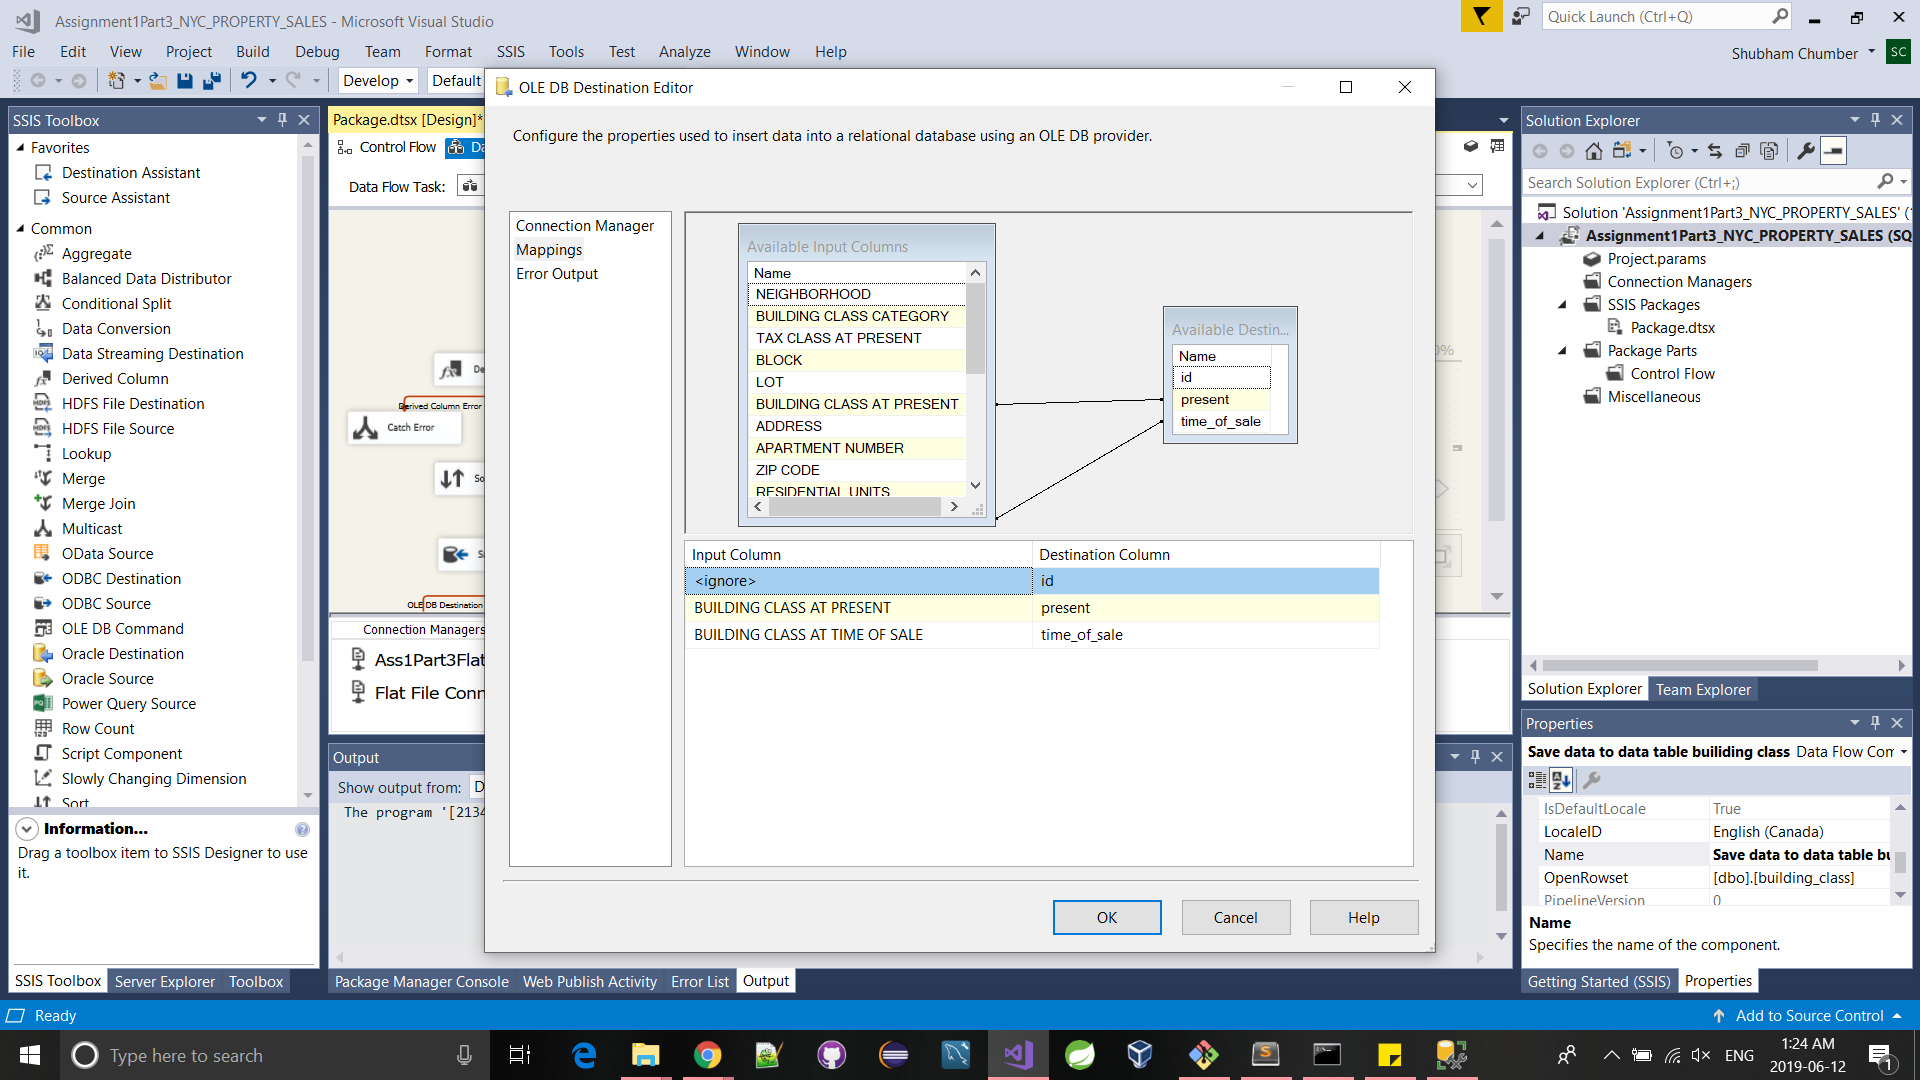 Assignment1Part3_NYC_PROPERTY_SALES - Microsoft Visual Studio
Quick Launch (Ctrl+Q)
File Edit View Project Build Debug Team Format SSIS Tools Test Analyze Window Help
Shubham Chumber SC
Develop Default
SSIS Toolbox
Favorites
Destination Assistant
Source Assistant
Common
Aggregate
Balanced Data Distributor
Conditional Split
Data Conversion
Data Streaming Destination
Derived Column
HDFS File Destination
HDFS File Source
Lookup
Merge
Merge Join
Multicast
OData Source
ODBC Destination
ODBC Source
OLE DB Command
Oracle Destination
Oracle Source
Power Query Source
Row Count
Script Component
Slowly Changing Dimension
Sort
Information...
Drag a toolbox item to SSIS Designer to use
it.
SSIS Toolbox Server Explorer Toolbox
Package.dtsx [Design]*
Control Flow Da
Data Flow Task:
De
Derived Column Error
Catch Error
So
OLE DB Destination
Connection Managers
Ass1Part3Flat
Flat File Conn
Output
Show output from: D
The program '[2134
Package Manager Console Web Publish Activity Error List Output
OLE DB Destination Editor
Configure the properties used to insert data into a relational database using an OLE DB provider.
Connection Manager
Mappings
Error Output
Available Input Columns
Name
NEIGHBORHOOD
BUILDING CLASS CATEGORY
TAX CLASS AT PRESENT
BLOCK
LOT
BUILDING CLASS AT PRESENT
ADDRESS
APARTMENT NUMBER
ZIP CODE
RESIDENTIAL UNITS
Available Destin...
Name
id
present
time_of_sale
Input Column Destination Column
<ignore> id
BUILDING CLASS AT PRESENT present
BUILDING CLASS AT TIME OF SALE time_of_sale
OK Cancel Help
0%
Solution Explorer
Search Solution Explorer (Ctrl+;)
Solution 'Assignment1Part3_NYC_PROPERTY_SALES' (
Assignment1Part3_NYC_PROPERTY_SALES (SQ
Project.params
Connection Managers
SSIS Packages
Package.dtsx
Package Parts
Control Flow
Miscellaneous
Solution Explorer Team Explorer
Properties
Save data to data table builiding class Data Flow Com
IsDefaultLocale True
LocaleID English (Canada)
Name Save data to data table bu
OpenRowset [dbo].[building_class]
PipelineVersion 0
Name
Specifies the name of the component.
Getting Started (SSIS) Properties
Ready
Add to Source Control
Type here to search
ENG
1:24 AM
2019-06-12
1